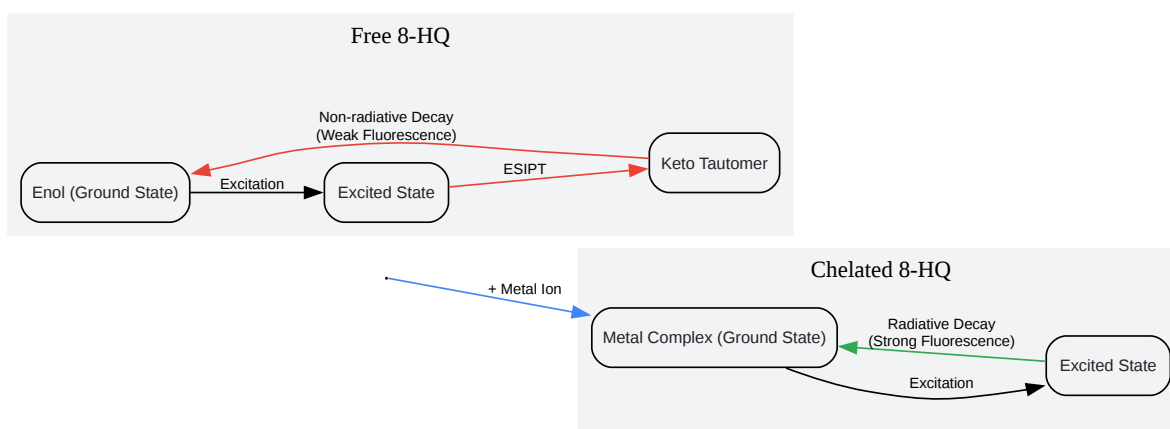 Free 8-HQ
Non-radiative Decay
(Weak Fluorescence)
Keto Tautomer
ESIPT
Enol (Ground State)
Excitation
Excited State
+ Metal Ion
Chelated 8-HQ
Metal Complex (Ground State)
Radiative Decay
(Strong Fluorescence)
Excited State
Excitation